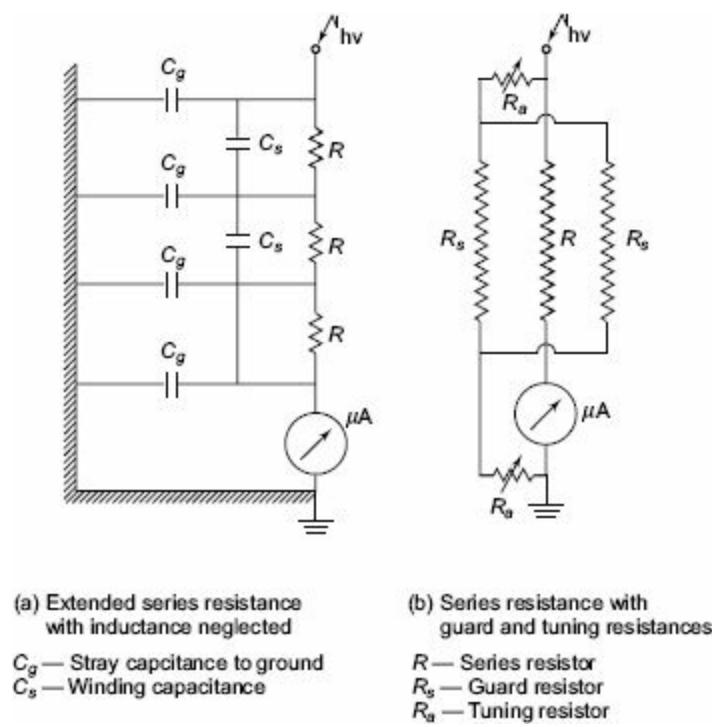 hv
hv
C_g
R_a
C_s
R
C_g
C_s
R
R_s
R
R_s
C_g
R
C_g
μA
μA
R_a
(a) Extended series resistance
with inductance neglected
C_g — Stray capcitance to ground
C_s — Winding capacitance
(b) Series resistance with
guard and tuning resistances
R — Series resistor
R_s — Guard resistor
R_a — Tuning resistor